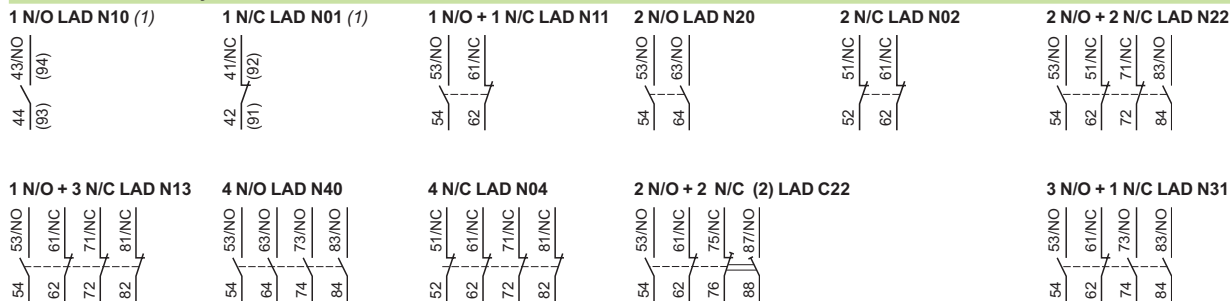 1 N/O LAD N10 (1)
1 N/C LAD N01 (1)
1 N/O + 1 N/C LAD N11
2 N/O LAD N20
2 N/C LAD N02
2 N/O + 2 N/C LAD N22
43/NO
(94)
44
(93)
41/NC
(92)
42
(91)
53/NO
61/NC
54
62
53/NO
63/NO
54
64
51/NC
61/NC
52
62
53/NO
51/NC
71/NC
83/NO
54
62
72
84
1 N/O + 3 N/C LAD N13
4 N/O LAD N40
4 N/C LAD N04
2 N/O + 2 N/C (2) LAD C22
3 N/O + 1 N/C LAD N31
53/NO
61/NC
71/NC
81/NC
54
62
72
82
53/NO
63/NO
73/NO
83/NO
54
64
74
84
51/NC
61/NC
71/NC
81/NC
52
62
72
82
53/NO
61/NC
75/NC
87/NO
54
62
76
88
53/NO
61/NC
73/NO
83/NO
54
62
74
84